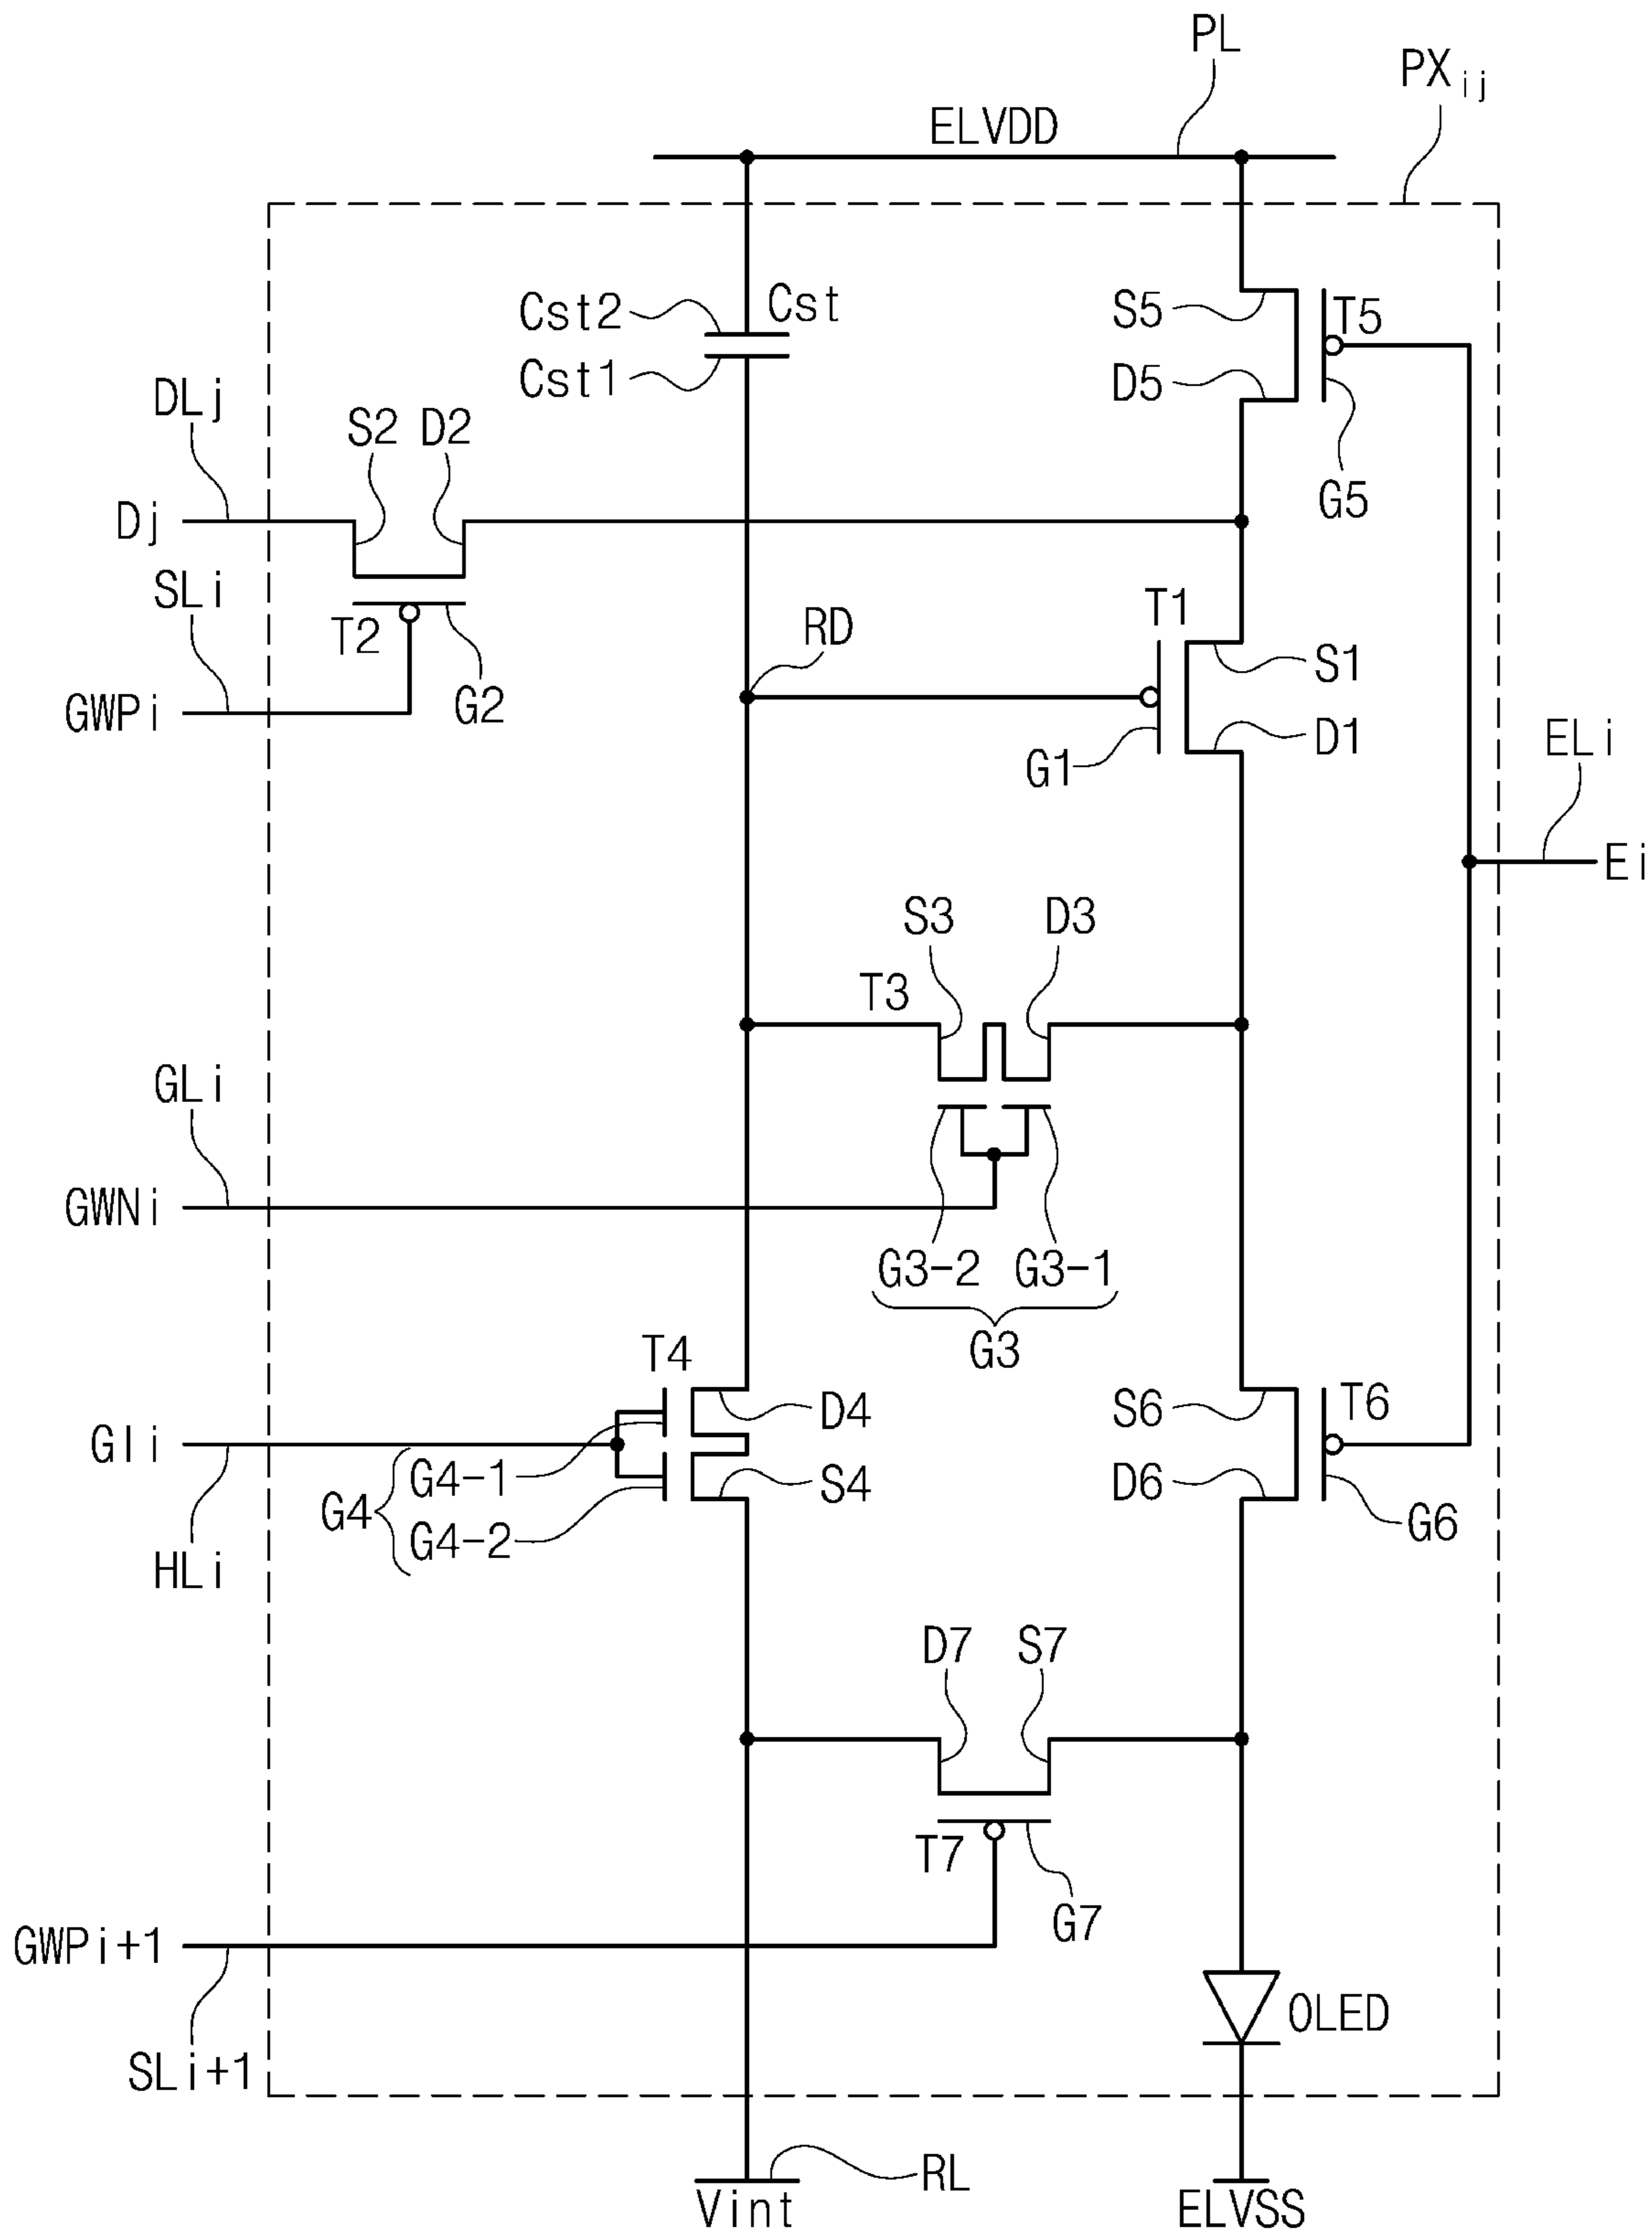 PL
PXij
ELVDD
Cst2
Cst
Cst1
S5
T5
D5
G5
DLj
S2
D2
Dj
SLi
T2
G2
GWPi
RD
T1
S1
D1
G1
ELi
Ei
S3
D3
T3
GLi
GWNi
G3-2
G3-1
G3
T4
D4
S6
T6
GIi
G4-1
S4
D6
G4
G4-2
G6
HLi
D7
S7
T7
G7
GWPi+1
OLED
SLi+1
RL
Vint
ELVSS